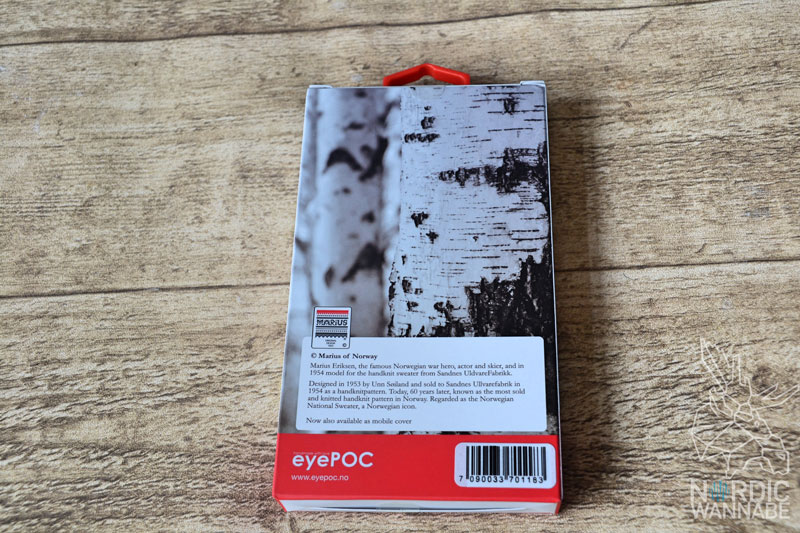 MARIUS
© Marius of Norway
Marius Eriksen, the famous Norwegian war hero, actor and skier, and in
1954 model for the handknit sweater from Sandnes UldvareFabrikk.
Designed in 1953 by Unn Søiland and sold to Sandnes Ullvarefabrik in
1954 as a handknitpattern. Today, 60 years later, known as the most sold
and knitted handknit pattern in Norway. Regarded as the Norwegian
National Sweater, a Norwegian icon.
Now also available as mobile cover
eyePOC
www.eyepoc.no
7 090033 701183
NORDIC
WANNABE